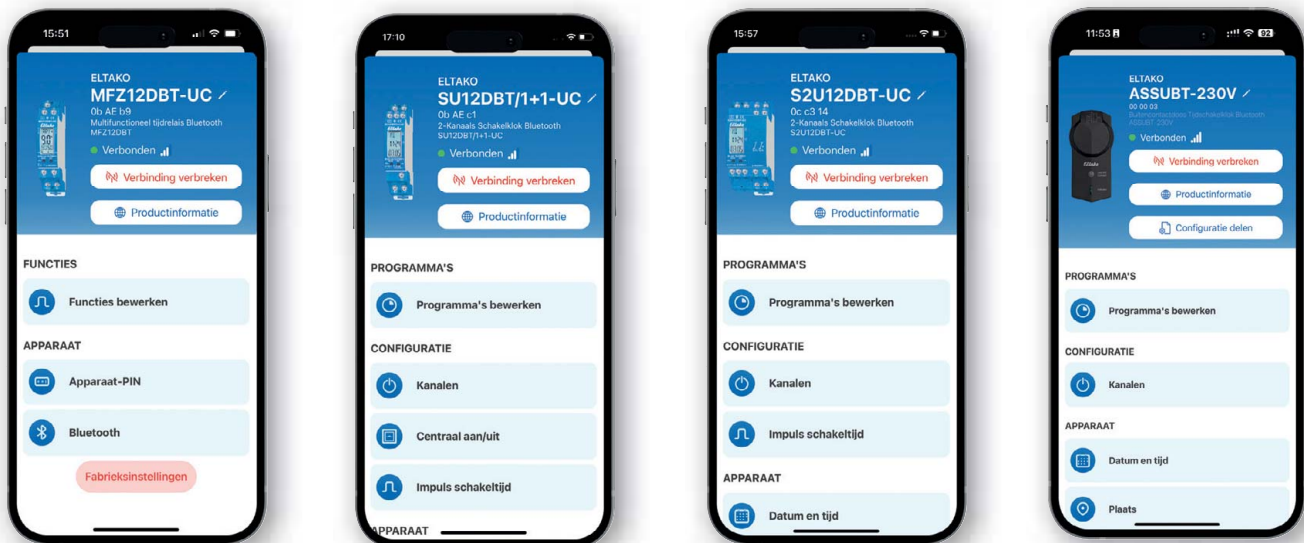 15:51
ELTAKO
MFZ12DBT-UC
0b AE b9
Multifunctioneel tijdrelais Bluetooth
MFZ12DBT
Verbonden
Verbinding verbreken
Productinformatie
FUNCTIES
Functies bewerken
APPARAAT
Apparaat-PIN
Bluetooth
Fabrieksinstellingen
17:10
ELTAKO
SU12DBT/1+1-UC
0b AE c1
2-Kanaals Schakelklok Bluetooth
SU12DBT/1+1-UC
Verbonden
Verbinding verbreken
Productinformatie
PROGRAMMA'S
Programma's bewerken
CONFIGURATIE
Kanalen
Centraal aan/uit
Impuls schakeltijd
APPARAAT
15:57
ELTAKO
S2U12DBT-UC
0c c3 14
2-Kanaals Schakelklok Bluetooth
S2U12DBT-UC
Verbonden
Verbinding verbreken
Productinformatie
PROGRAMMA'S
Programma's bewerken
CONFIGURATIE
Kanalen
Impuls schakeltijd
APPARAAT
Datum en tijd
11:53
92
ELTAKO
ASSUBT-230V
00 00 03
Buitencontactdoos Tijdschakelklok Bluetooth
ASSUBT-230V
Verbonden
Verbinding verbreken
Productinformatie
Configuratie delen
PROGRAMMA'S
Programma's bewerken
CONFIGURATIE
Kanalen
APPARAAT
Datum en tijd
Plaats